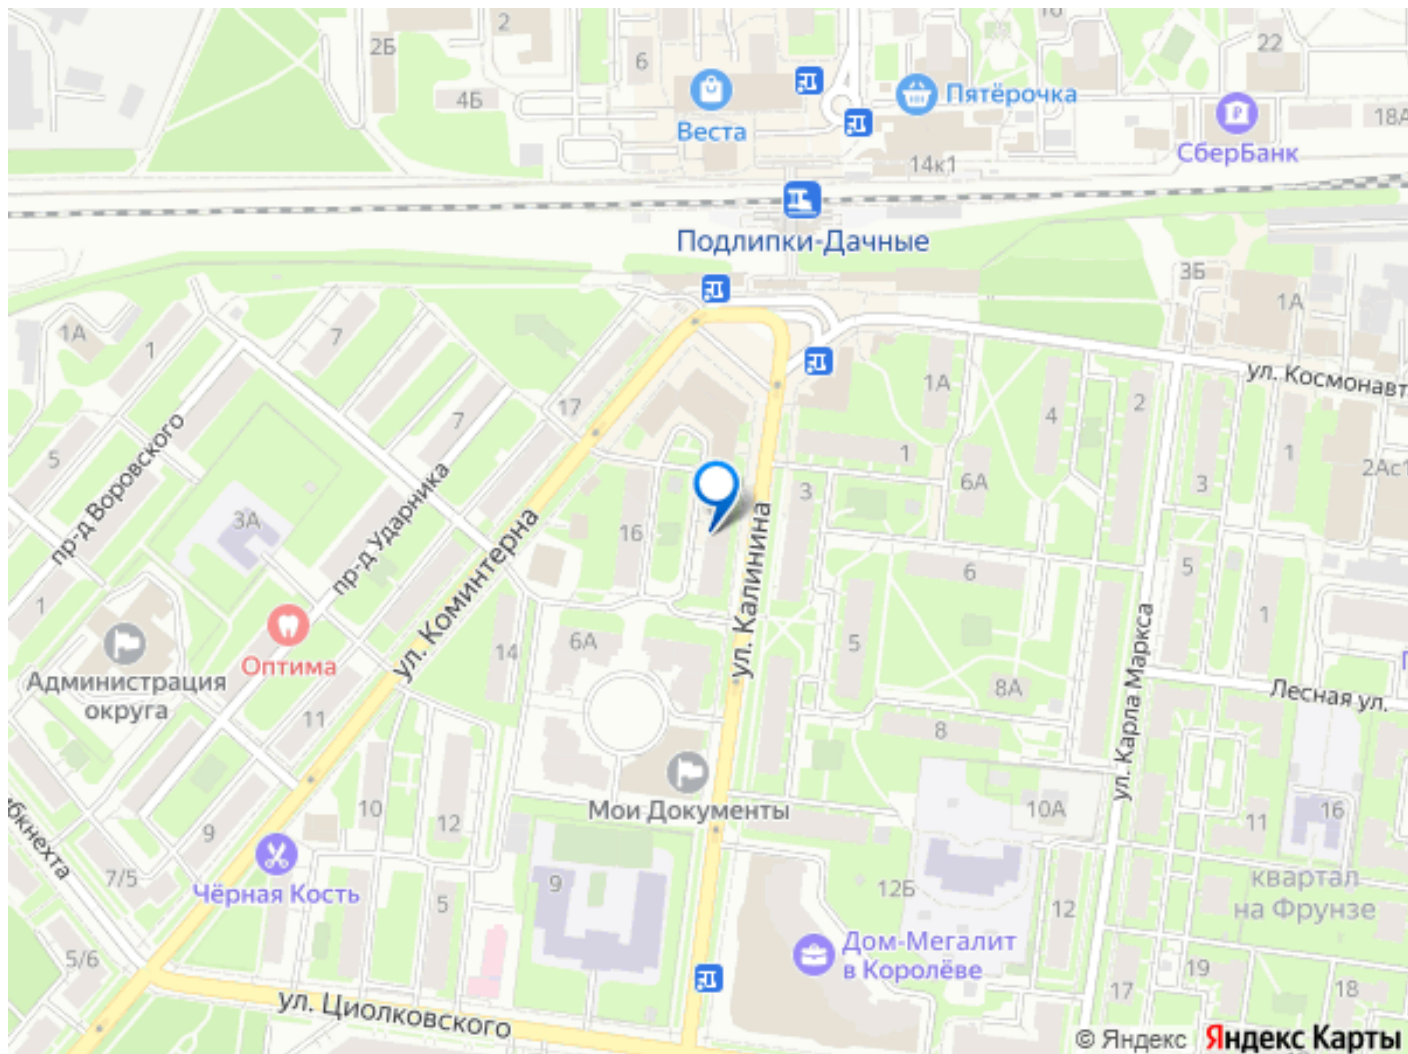 2
2Б
6
16
22
4Б
Веста
Пятёрочка
СберБанк
18А
14к1
Подлипки-Дачные
3Б
1А
1А
1
7
ул. Космонавт
17
7
1А
4
2
5
пр-д Воровского
1
6А
3
1
2Ас1
3А
пр-д Ударника
ул. Коминтерна
16
ул. Калинина
3
6
5
1
1
Оптима
Администрация
округа
14
6А
5
8А
ул. Карла Маркса
Лесная ул.
11
8
10
12
Мои Документы
10А
11
16
9
бкнехта
7/5
Чёрная Кость
5
9
12Б
12
квартал
на Фрунзе
5/6
Дом-Мегалит
в Королёве
19
17
18
ул. Циолковского
© Яндекс Яндекс Карты